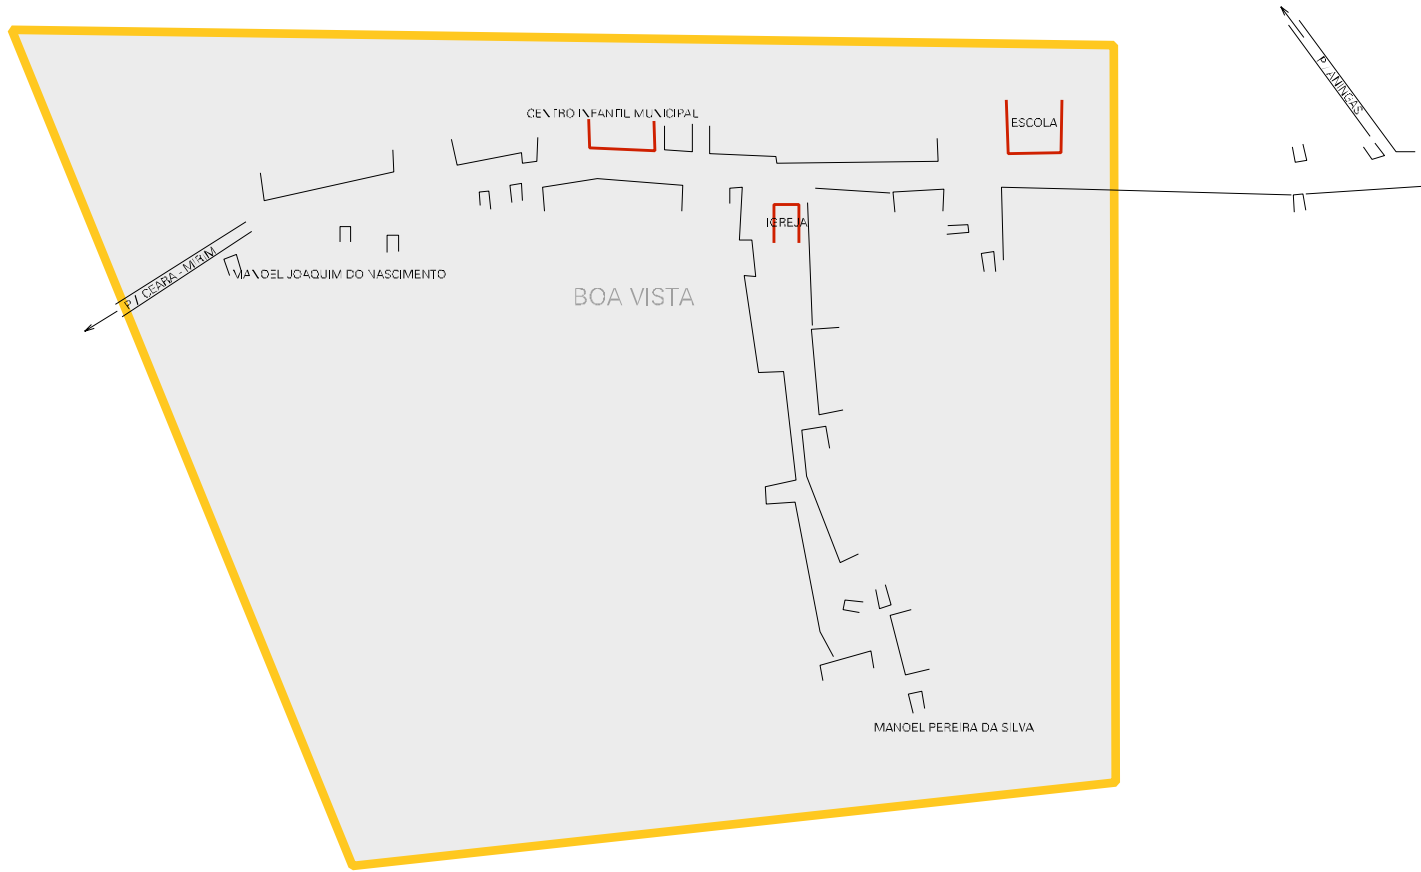 P / ANINGAS
CENTRO INFANTIL MUNICIPAL
ESCOLA
IGREJA
P / CEARA - MIRIM
MANOEL JOAQUIM DO NASCIMENTO
BOA VISTA
MANOEL PEREIRA DA SILVA